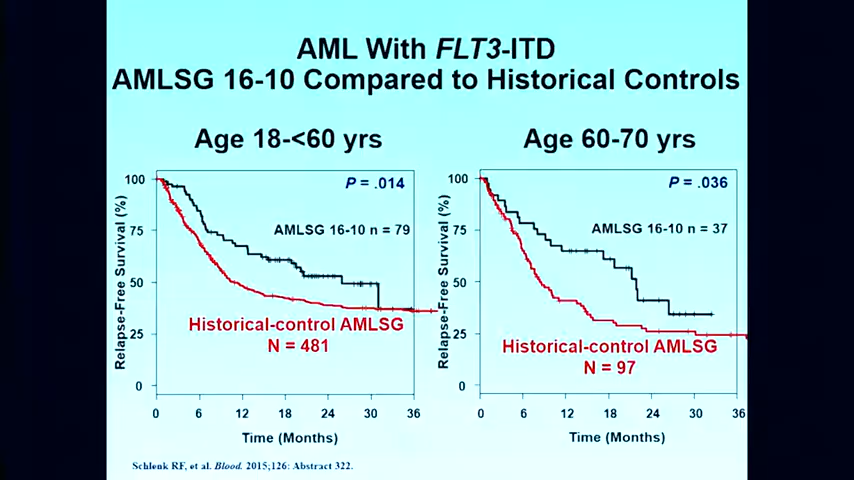 AML With FLT3-ITD
AMLSG 16-10 Compared to Historical Controls
Age 18-<60 yrs
100
75
50
25
0
Relapse-Free Survival (%)
P = .014
AMLSG 16-10 n = 79
Historical-control AMLSG
N = 481
0 6 12 18 24 30 36
Time (Months)
Age 60-70 yrs
100
75
50
25
0
Relapse-Free Survival (%)
P = .036
AMLSG 16-10 n = 37
Historical-control AMLSG
N = 97
0 6 12 18 24 30 36
Time (Months)
Schlenk RF, et al. Blood. 2015;126: Abstract 322.